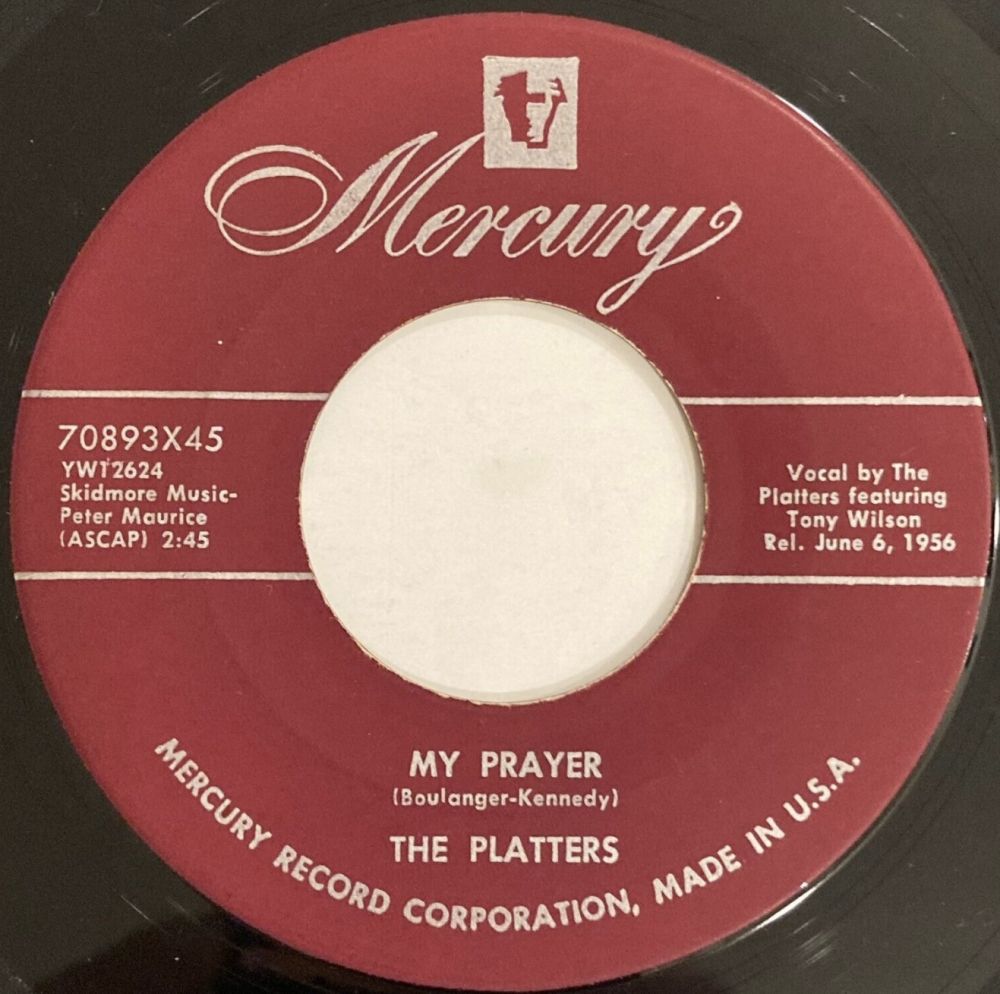 Mercury
70893X45
YW12624
Skidmore Music-
Peter Maurice
(ASCAP) 2:45
Vocal by The
Platters featuring
Tony Wilson
Rel. June 6, 1956
MY PRAYER
(Boulanger-Kennedy)
THE PLATTERS
MERCURY RECORD CORPORATION, MADE IN U.S.A.